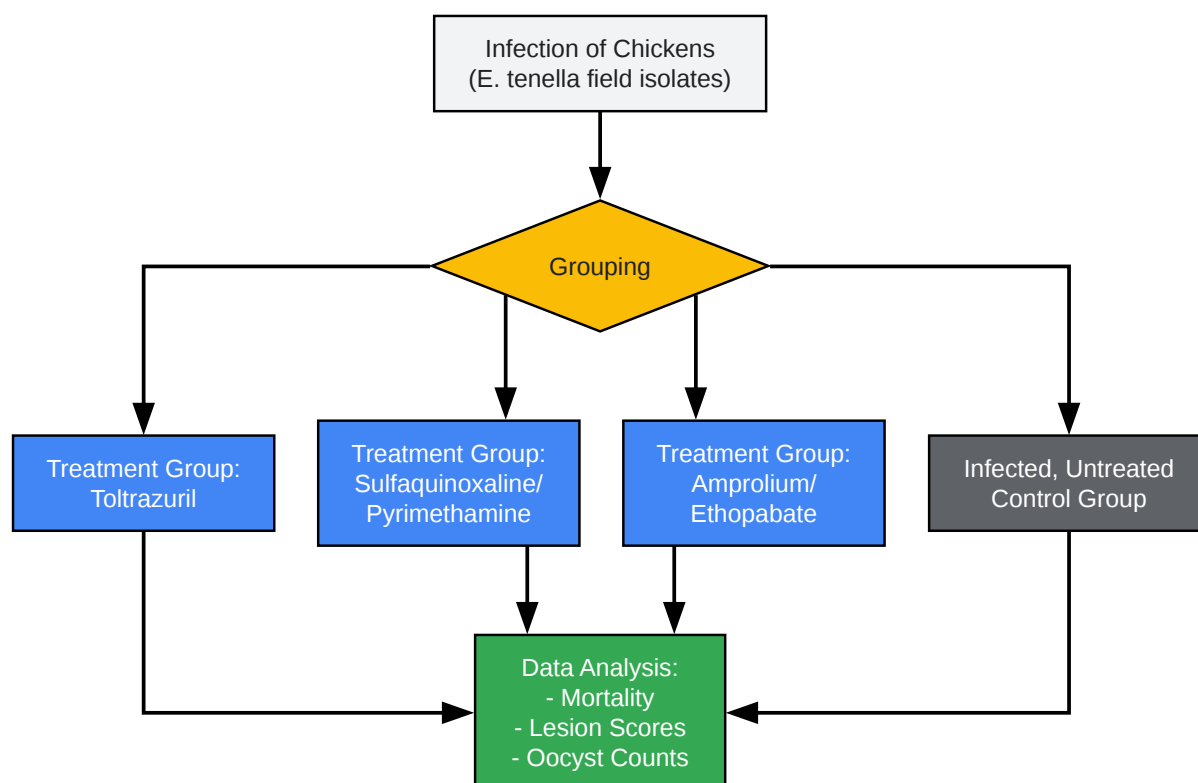 Infection of Chickens
(E. tenella field isolates)
Grouping
Treatment Group:
Toltrazuril
Treatment Group:
Sulfaquinoxaline/
Pyrimethamine
Treatment Group:
Amprolium/
Ethopabate
Infected, Untreated
Control Group
Data Analysis:
- Mortality
- Lesion Scores
- Oocyst Counts